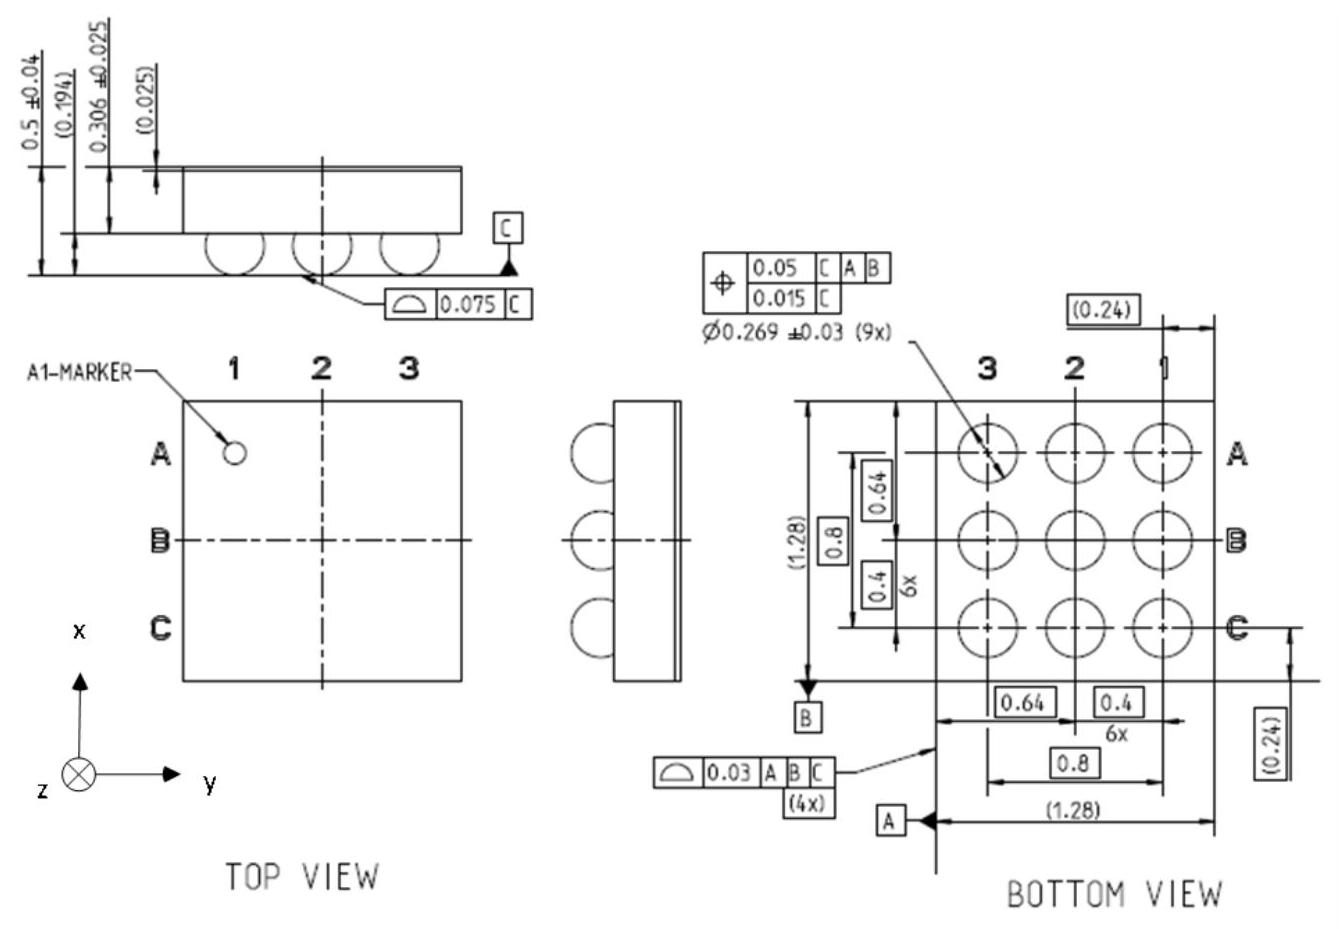 0.5 ±0.04
(0.194)
0.306 ±0.025
(0.025)
C
0.075 C
A1-MARKER
1 2 3
A
B
C
x
z
y
TOP VIEW
0.05 C A B
0.015 C
Ø0.269 ±0.03 (9x)
(0.24)
3 2 1
A
B
C
(1.28)
0.8
0.64
0.4
6x
B
0.64
0.4
6x
0.8
(1.28)
(0.24)
0.03 A B C
(4x)
A
BOTTOM VIEW